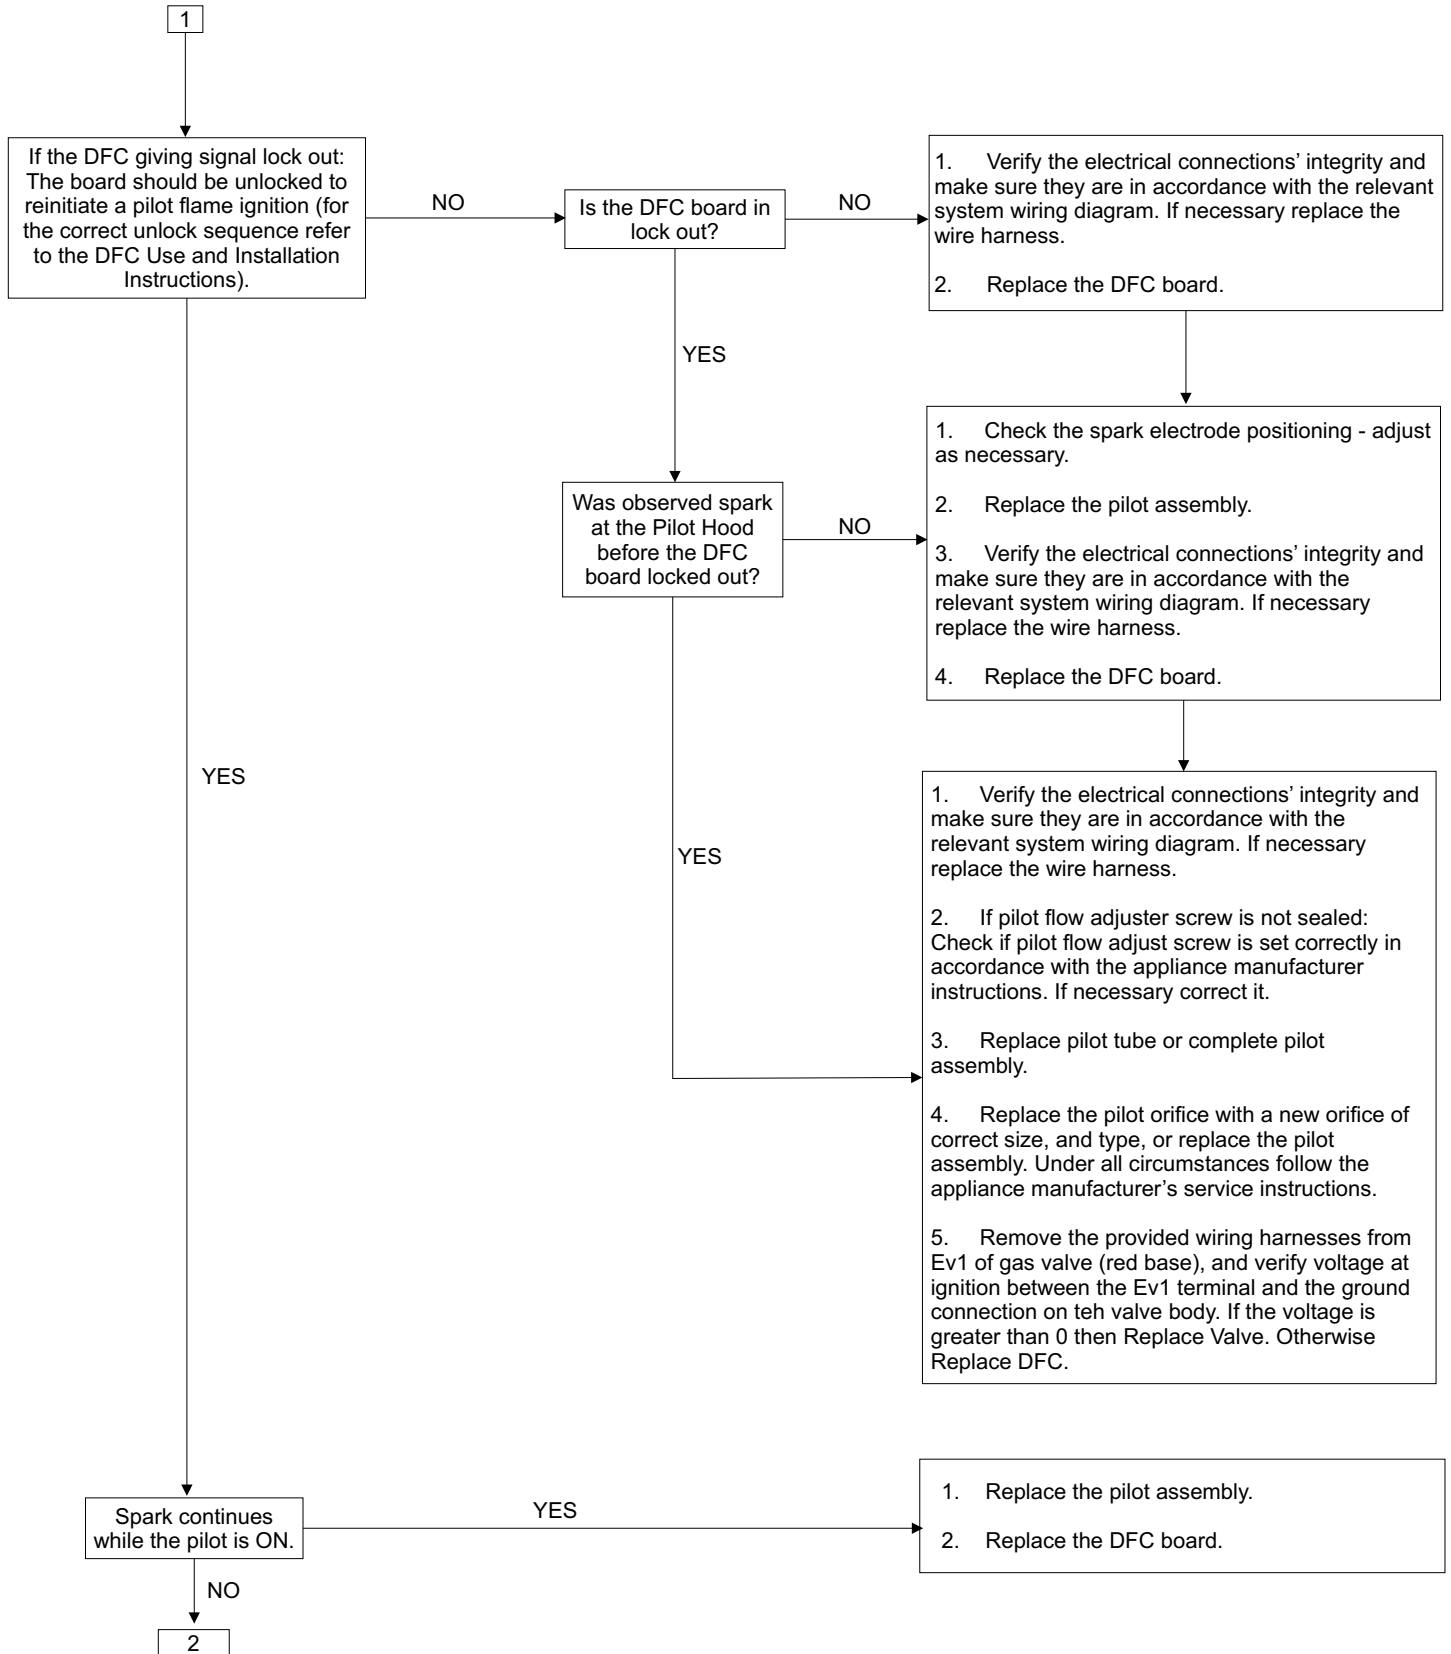 1
If the DFC giving signal lock out:
The board should be unlocked to
reinitiate a pilot flame ignition (for
the correct unlock sequence refer
to the DFC Use and Installation
Instructions).
NO
Is the DFC board in
lock out?
NO
1. Verify the electrical connections’ integrity and
make sure they are in accordance with the relevant
system wiring diagram. If necessary replace the
wire harness.
2. Replace the DFC board.
YES
Was observed spark
at the Pilot Hood
before the DFC
board locked out?
NO
1. Check the spark electrode positioning - adjust
as necessary.
2. Replace the pilot assembly.
3. Verify the electrical connections’ integrity and
make sure they are in accordance with the
relevant system wiring diagram. If necessary
replace the wire harness.
4. Replace the DFC board.
YES
YES
1. Verify the electrical connections’ integrity and
make sure they are in accordance with the
relevant system wiring diagram. If necessary
replace the wire harness.
2. If pilot flow adjuster screw is not sealed:
Check if pilot flow adjust screw is set correctly in
accordance with the appliance manufacturer
instructions. If necessary correct it.
3. Replace pilot tube or complete pilot
assembly.
4. Replace the pilot orifice with a new orifice of
correct size, and type, or replace the pilot
assembly. Under all circumstances follow the
appliance manufacturer’s service instructions.
5. Remove the provided wiring harnesses from
Ev1 of gas valve (red base), and verify voltage at
ignition between the Ev1 terminal and the ground
connection on teh valve body. If the voltage is
greater than 0 then Replace Valve. Otherwise
Replace DFC.
Spark continues
while the pilot is ON.
YES
1. Replace the pilot assembly.
2. Replace the DFC board.
NO
2